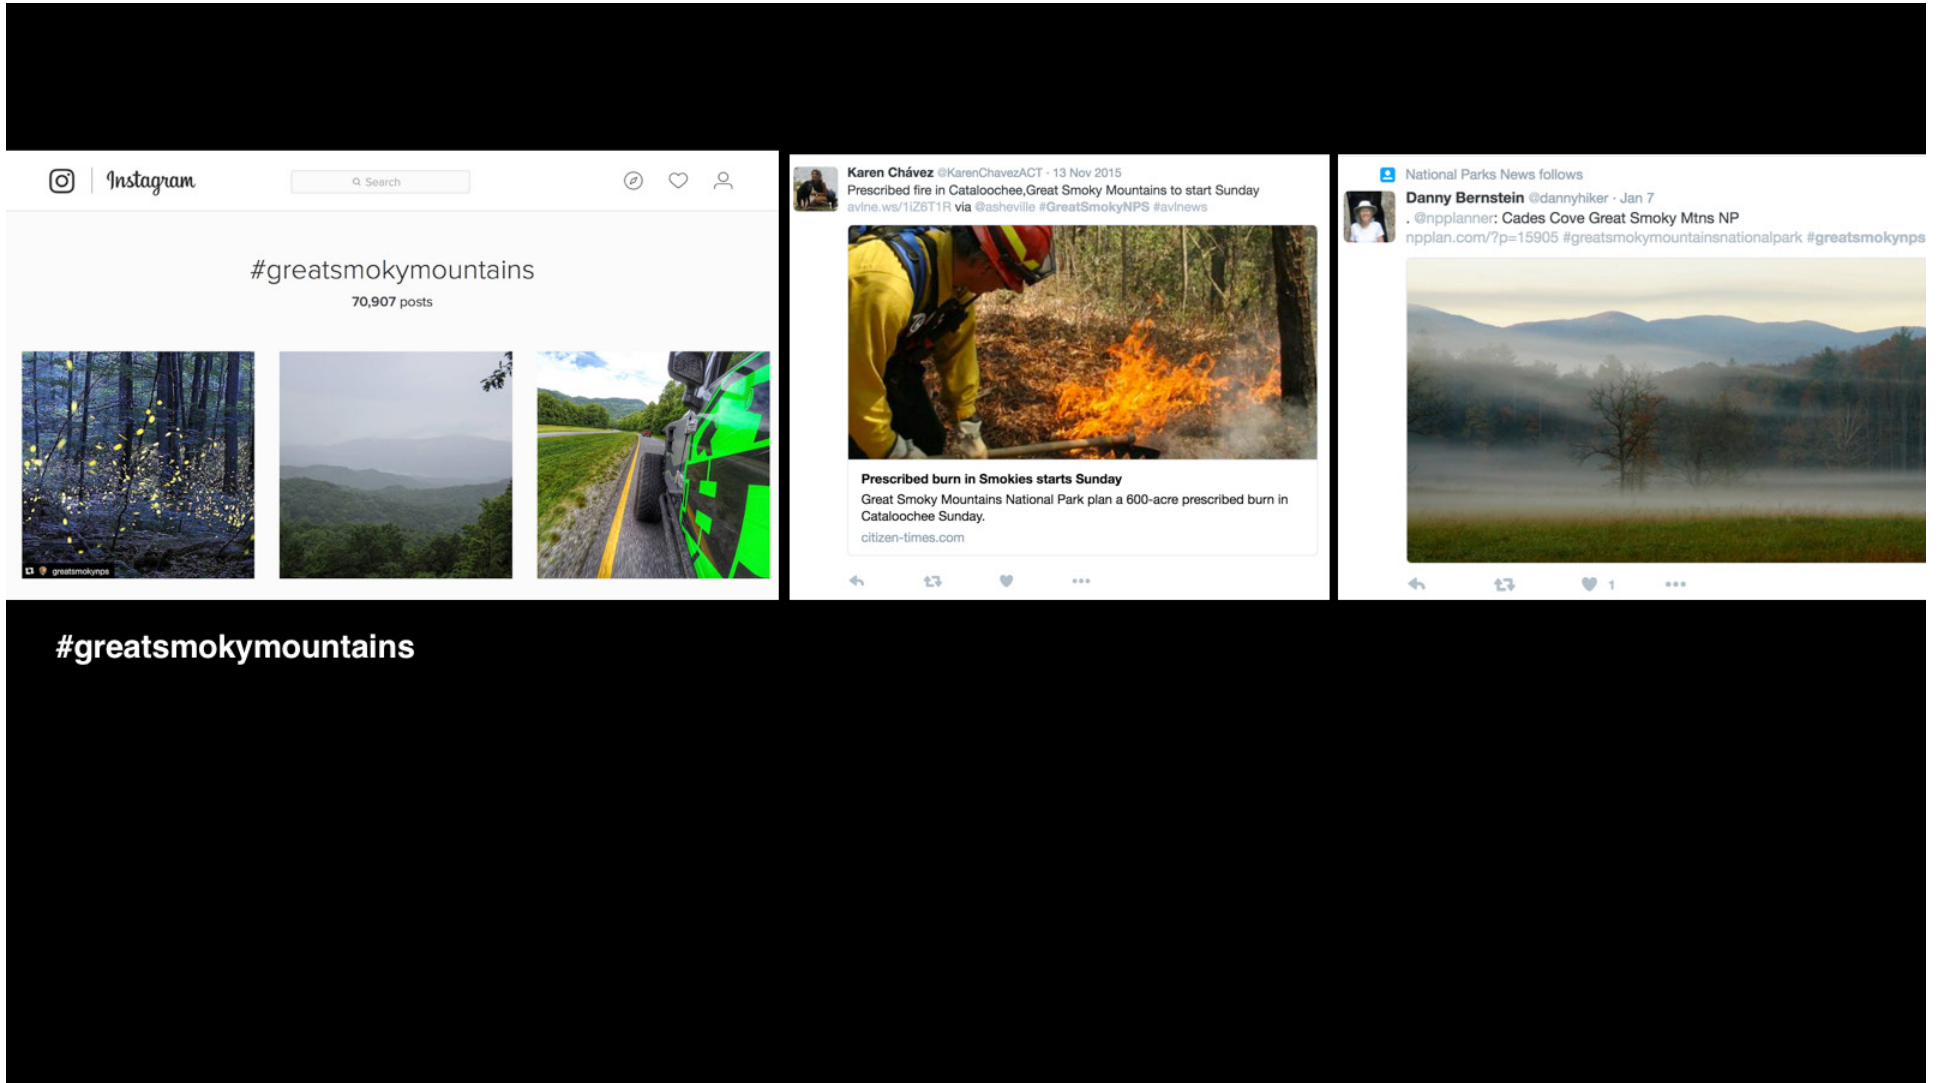 Instagram
Search
#greatsmokymountains
70,907 posts
greatsmokynps
Karen Chávez @KarenChavezACT · 13 Nov 2015
Prescribed fire in Cataloochee,Great Smoky Mountains to start Sunday
avlne.ws/1iZ6T1R via @asheville #GreatSmokyNPS #avlnews
Prescribed burn in Smokies starts Sunday
Great Smoky Mountains National Park plan a 600-acre prescribed burn in
Cataloochee Sunday.
citizen-times.com
National Parks News follows
Danny Bernstein @dannyhiker · Jan 7
. @npplanner: Cades Cove Great Smoky Mtns NP
npplan.com/?p=15905 #greatsmokymountainsnationalpark #greatsmokynps
1
#greatsmokymountains